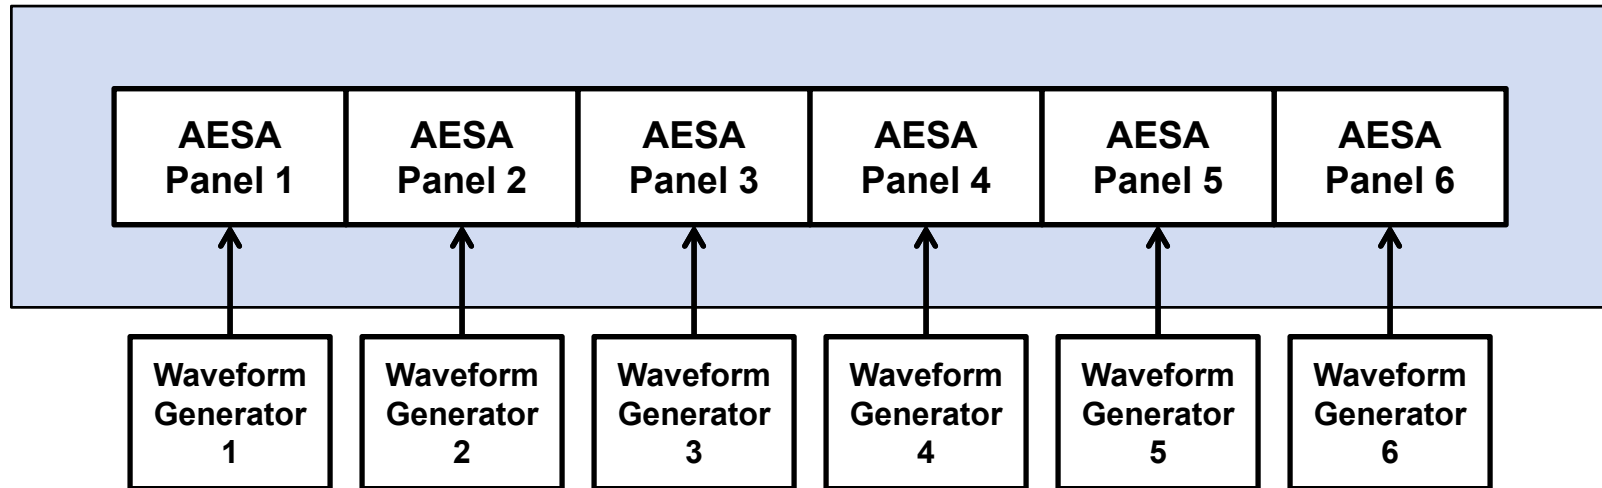 AESA
Panel 1
AESA
Panel 2
AESA
Panel 3
AESA
Panel 4
AESA
Panel 5
AESA
Panel 6
Waveform
Generator
1
Waveform
Generator
2
Waveform
Generator
3
Waveform
Generator
4
Waveform
Generator
5
Waveform
Generator
6